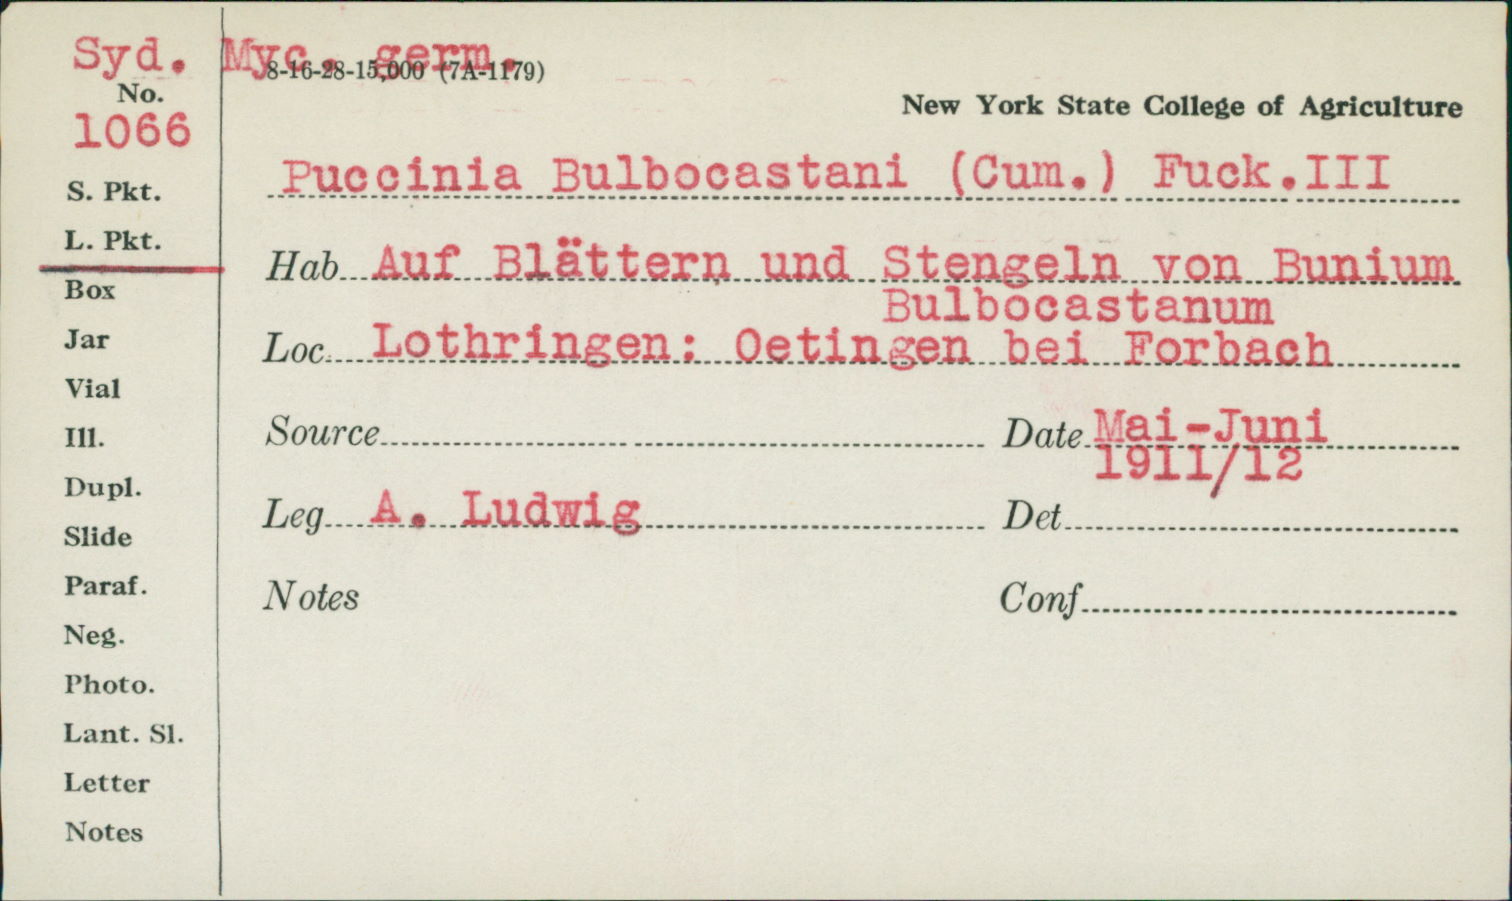 Syd. Myc. germ.
8-16-28-15,000 (7A-1179)
No.
1066
New York State College of Agriculture
Puccinia Bulbocastani (Cum.) Fuck.III
S. Pkt.
L. Pkt.
Hab Auf Blättern und Stengeln von Bunium
Bulbocastanum
Box
Jar
Loc Lothringen: Oetingen bei Forbach
Vial
Ill.
Source
Date Mai-Juni
1911/12
Dupl.
Slide
Leg A. Ludwig
Det
Paraf.
Neg.
Notes
Conf
Photo.
Lant. Sl.
Letter
Notes